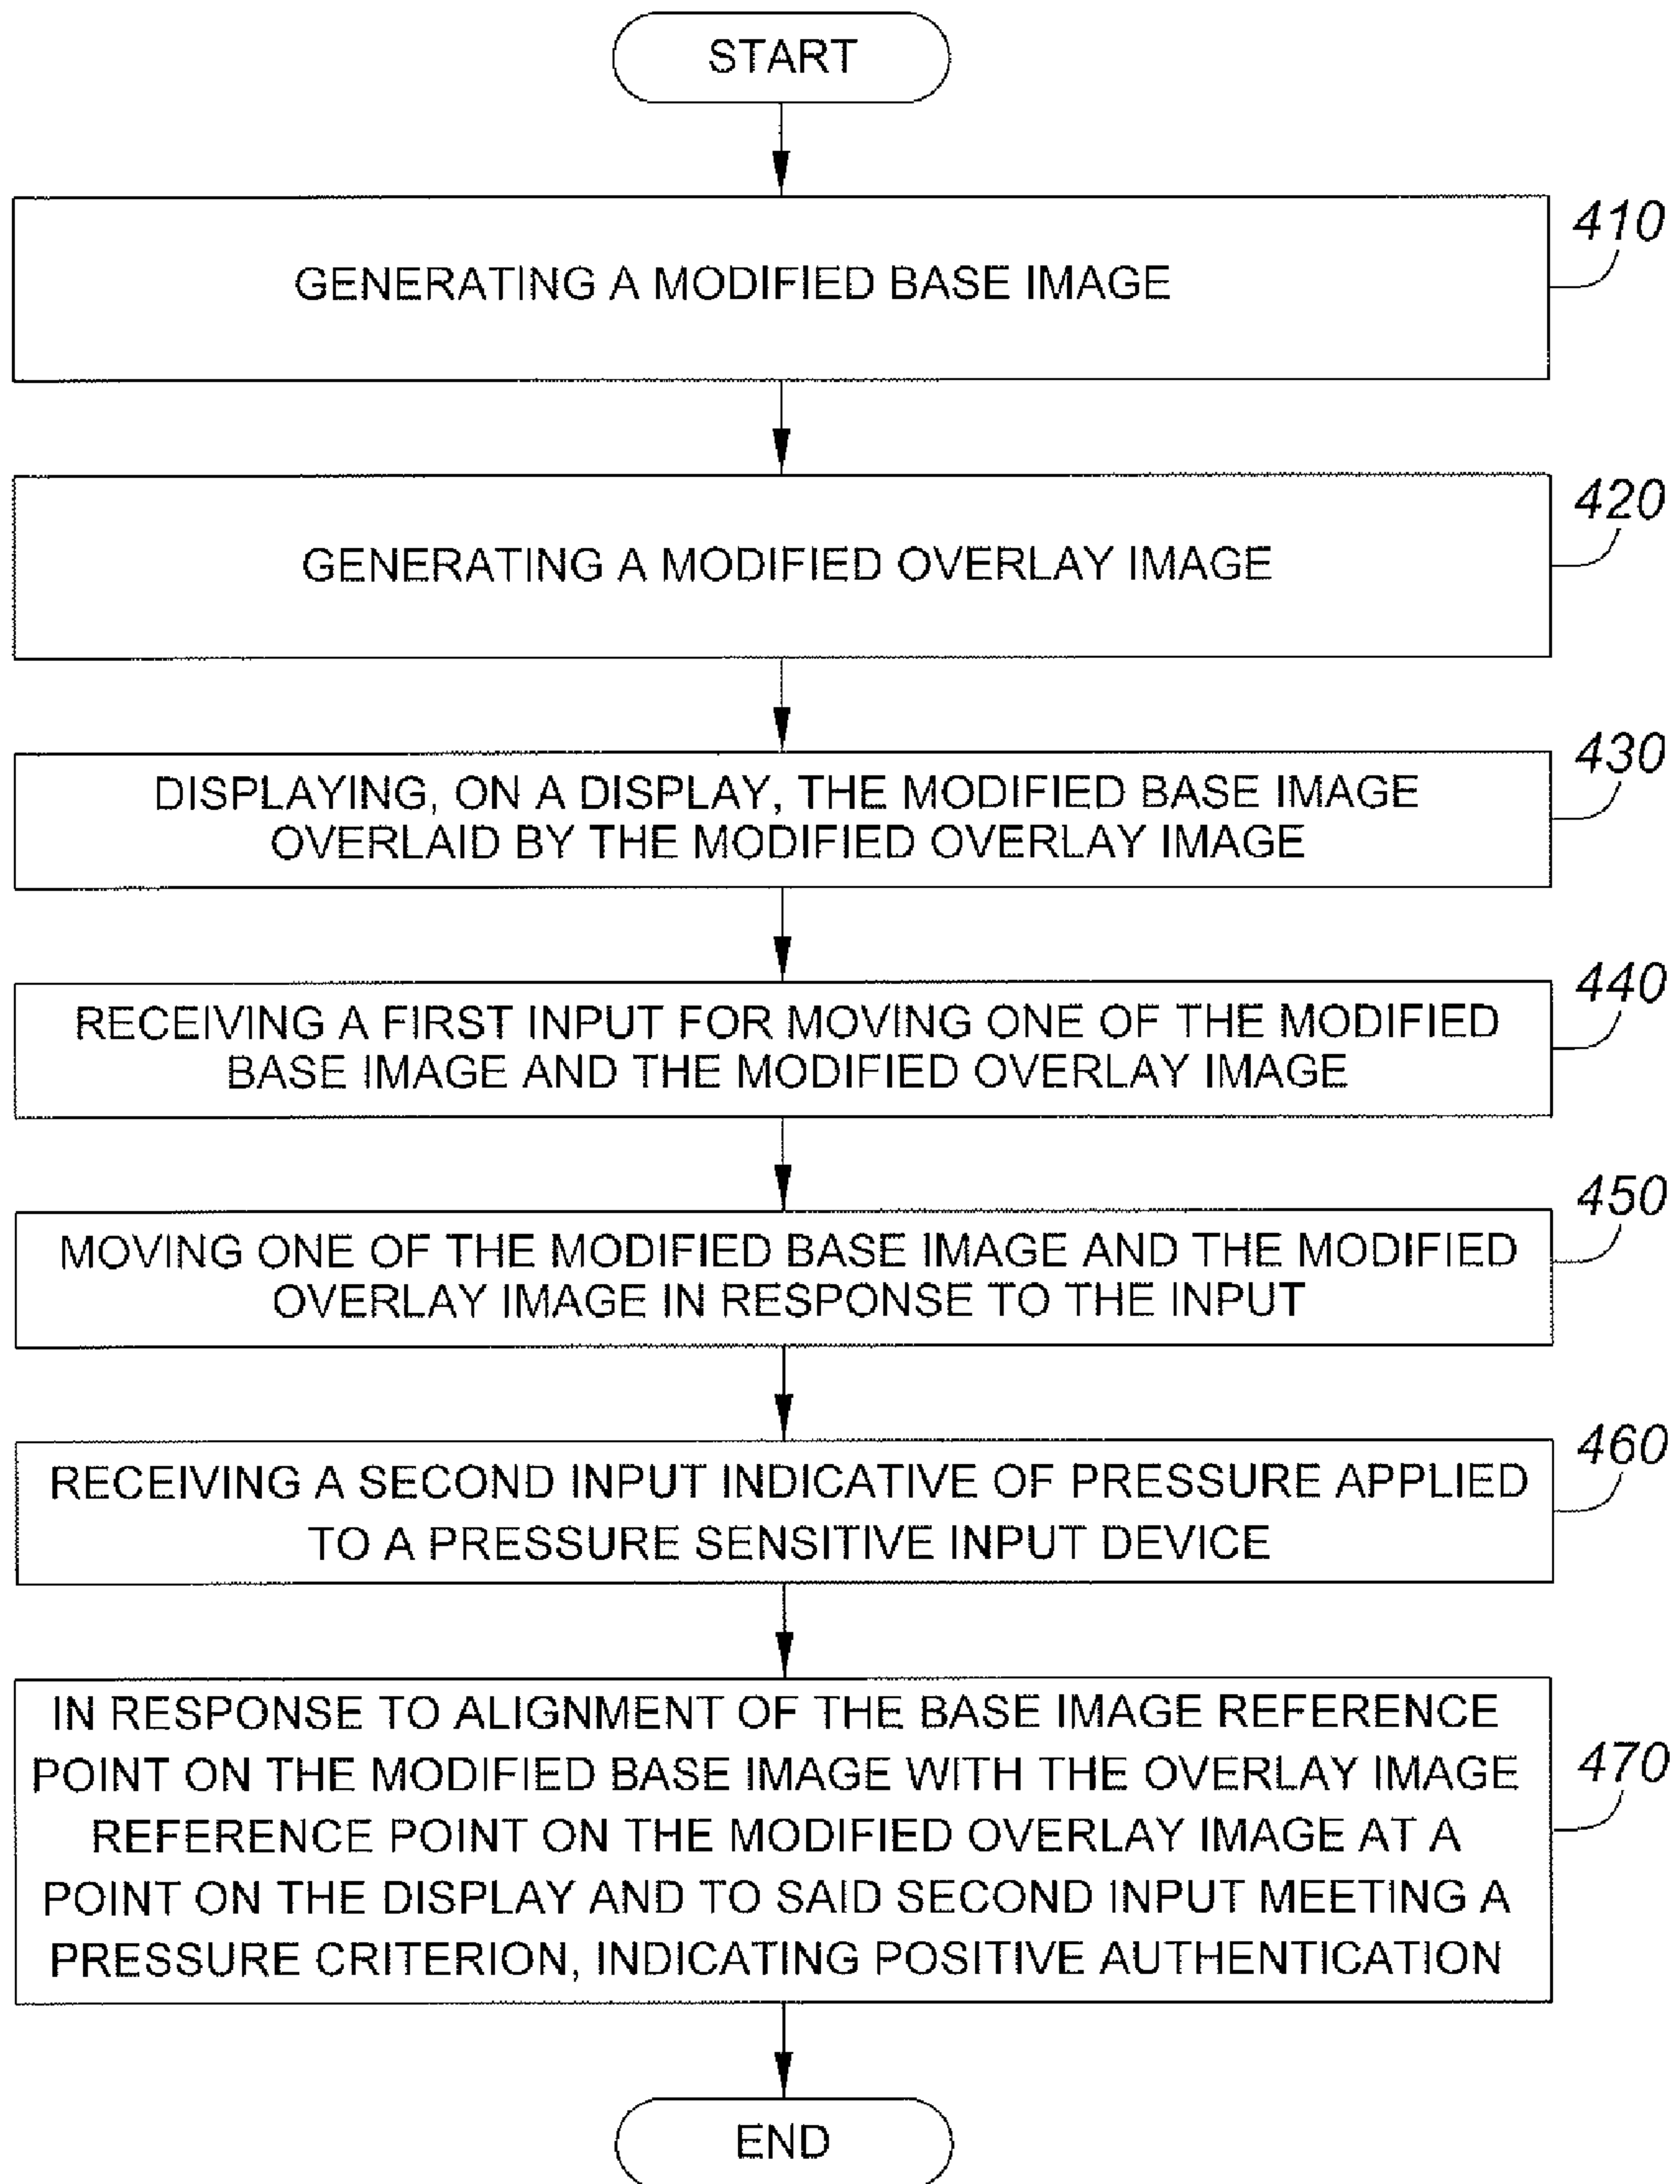 START
410
GENERATING A MODIFIED BASE IMAGE
420
GENERATING A MODIFIED OVERLAY IMAGE
430
DISPLAYING, ON A DISPLAY, THE MODIFIED BASE IMAGE
OVERLAID BY THE MODIFIED OVERLAY IMAGE
440
RECEIVING A FIRST INPUT FOR MOVING ONE OF THE MODIFIED
BASE IMAGE AND THE MODIFIED OVERLAY IMAGE
450
MOVING ONE OF THE MODIFIED BASE IMAGE AND THE MODIFIED
OVERLAY IMAGE IN RESPONSE TO THE INPUT
460
RECEIVING A SECOND INPUT INDICATIVE OF PRESSURE APPLIED
TO A PRESSURE SENSITIVE INPUT DEVICE
470
IN RESPONSE TO ALIGNMENT OF THE BASE IMAGE REFERENCE
POINT ON THE MODIFIED BASE IMAGE WITH THE OVERLAY IMAGE
REFERENCE POINT ON THE MODIFIED OVERLAY IMAGE AT A
POINT ON THE DISPLAY AND TO SAID SECOND INPUT MEETING A
PRESSURE CRITERION, INDICATING POSITIVE AUTHENTICATION
END